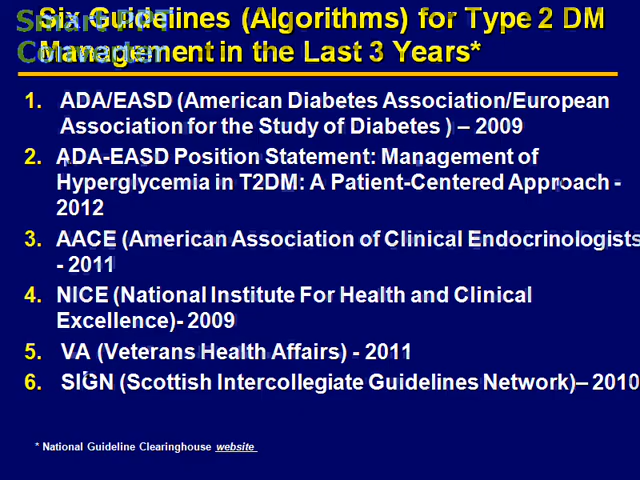 Smart PPT
Converter
Six Guidelines (Algorithms) for Type 2 DM
Management in the Last 3 Years*
1. ADA/EASD (American Diabetes Association/European
Association for the Study of Diabetes ) – 2009
2. ADA-EASD Position Statement: Management of
Hyperglycemia in T2DM: A Patient-Centered Approach -
2012
3. AACE (American Association of Clinical Endocrinologists
- 2011
4. NICE (National Institute For Health and Clinical
Excellence)- 2009
5. VA (Veterans Health Affairs) - 2011
6. SIGN (Scottish Intercollegiate Guidelines Network)– 2010
* National Guideline Clearinghouse website